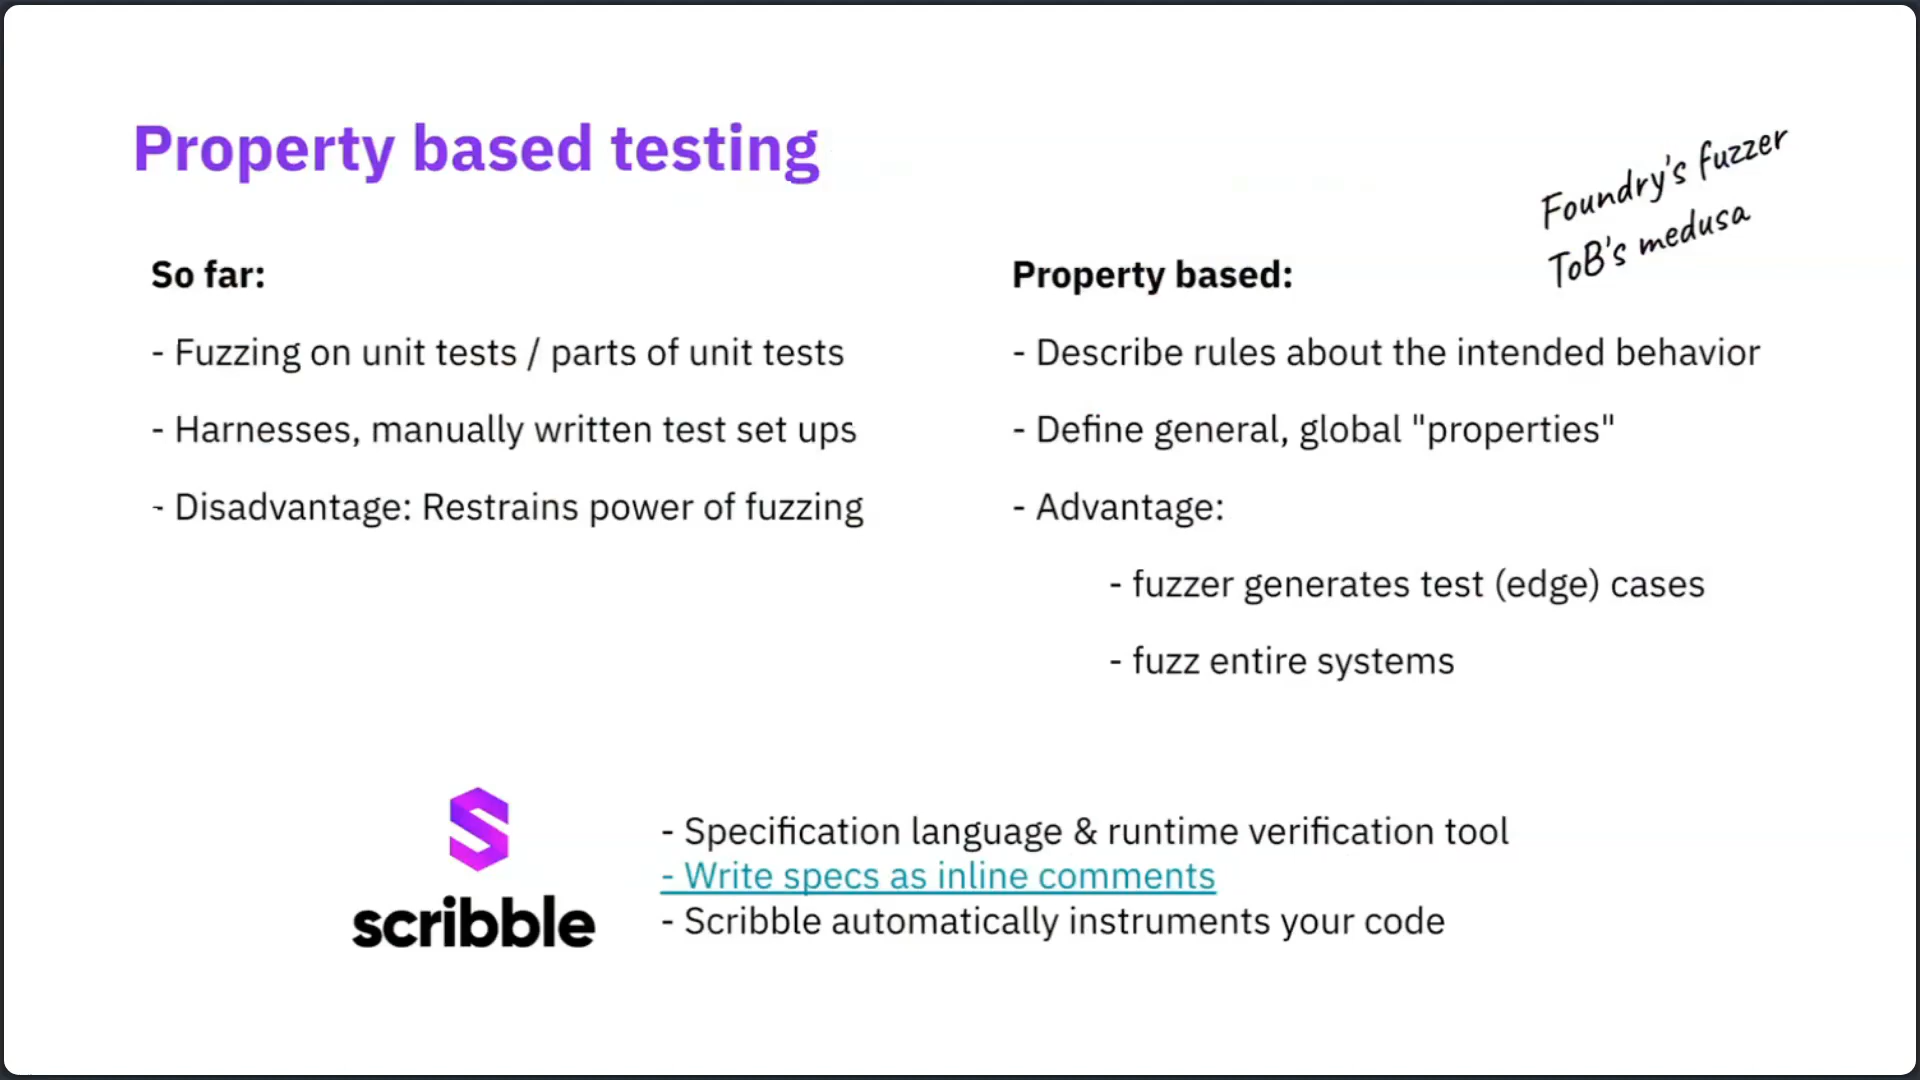 Property based testing
Foundry's fuzzer
ToB's medusa
So far:
- Fuzzing on unit tests / parts of unit tests
- Harnesses, manually written test set ups
- Disadvantage: Restrains power of fuzzing
Property based:
- Describe rules about the intended behavior
- Define general, global "properties"
- Advantage:
- fuzzer generates test (edge) cases
- fuzz entire systems
scribble
- Specification language & runtime verification tool
- Write specs as inline comments
- Scribble automatically instruments your code